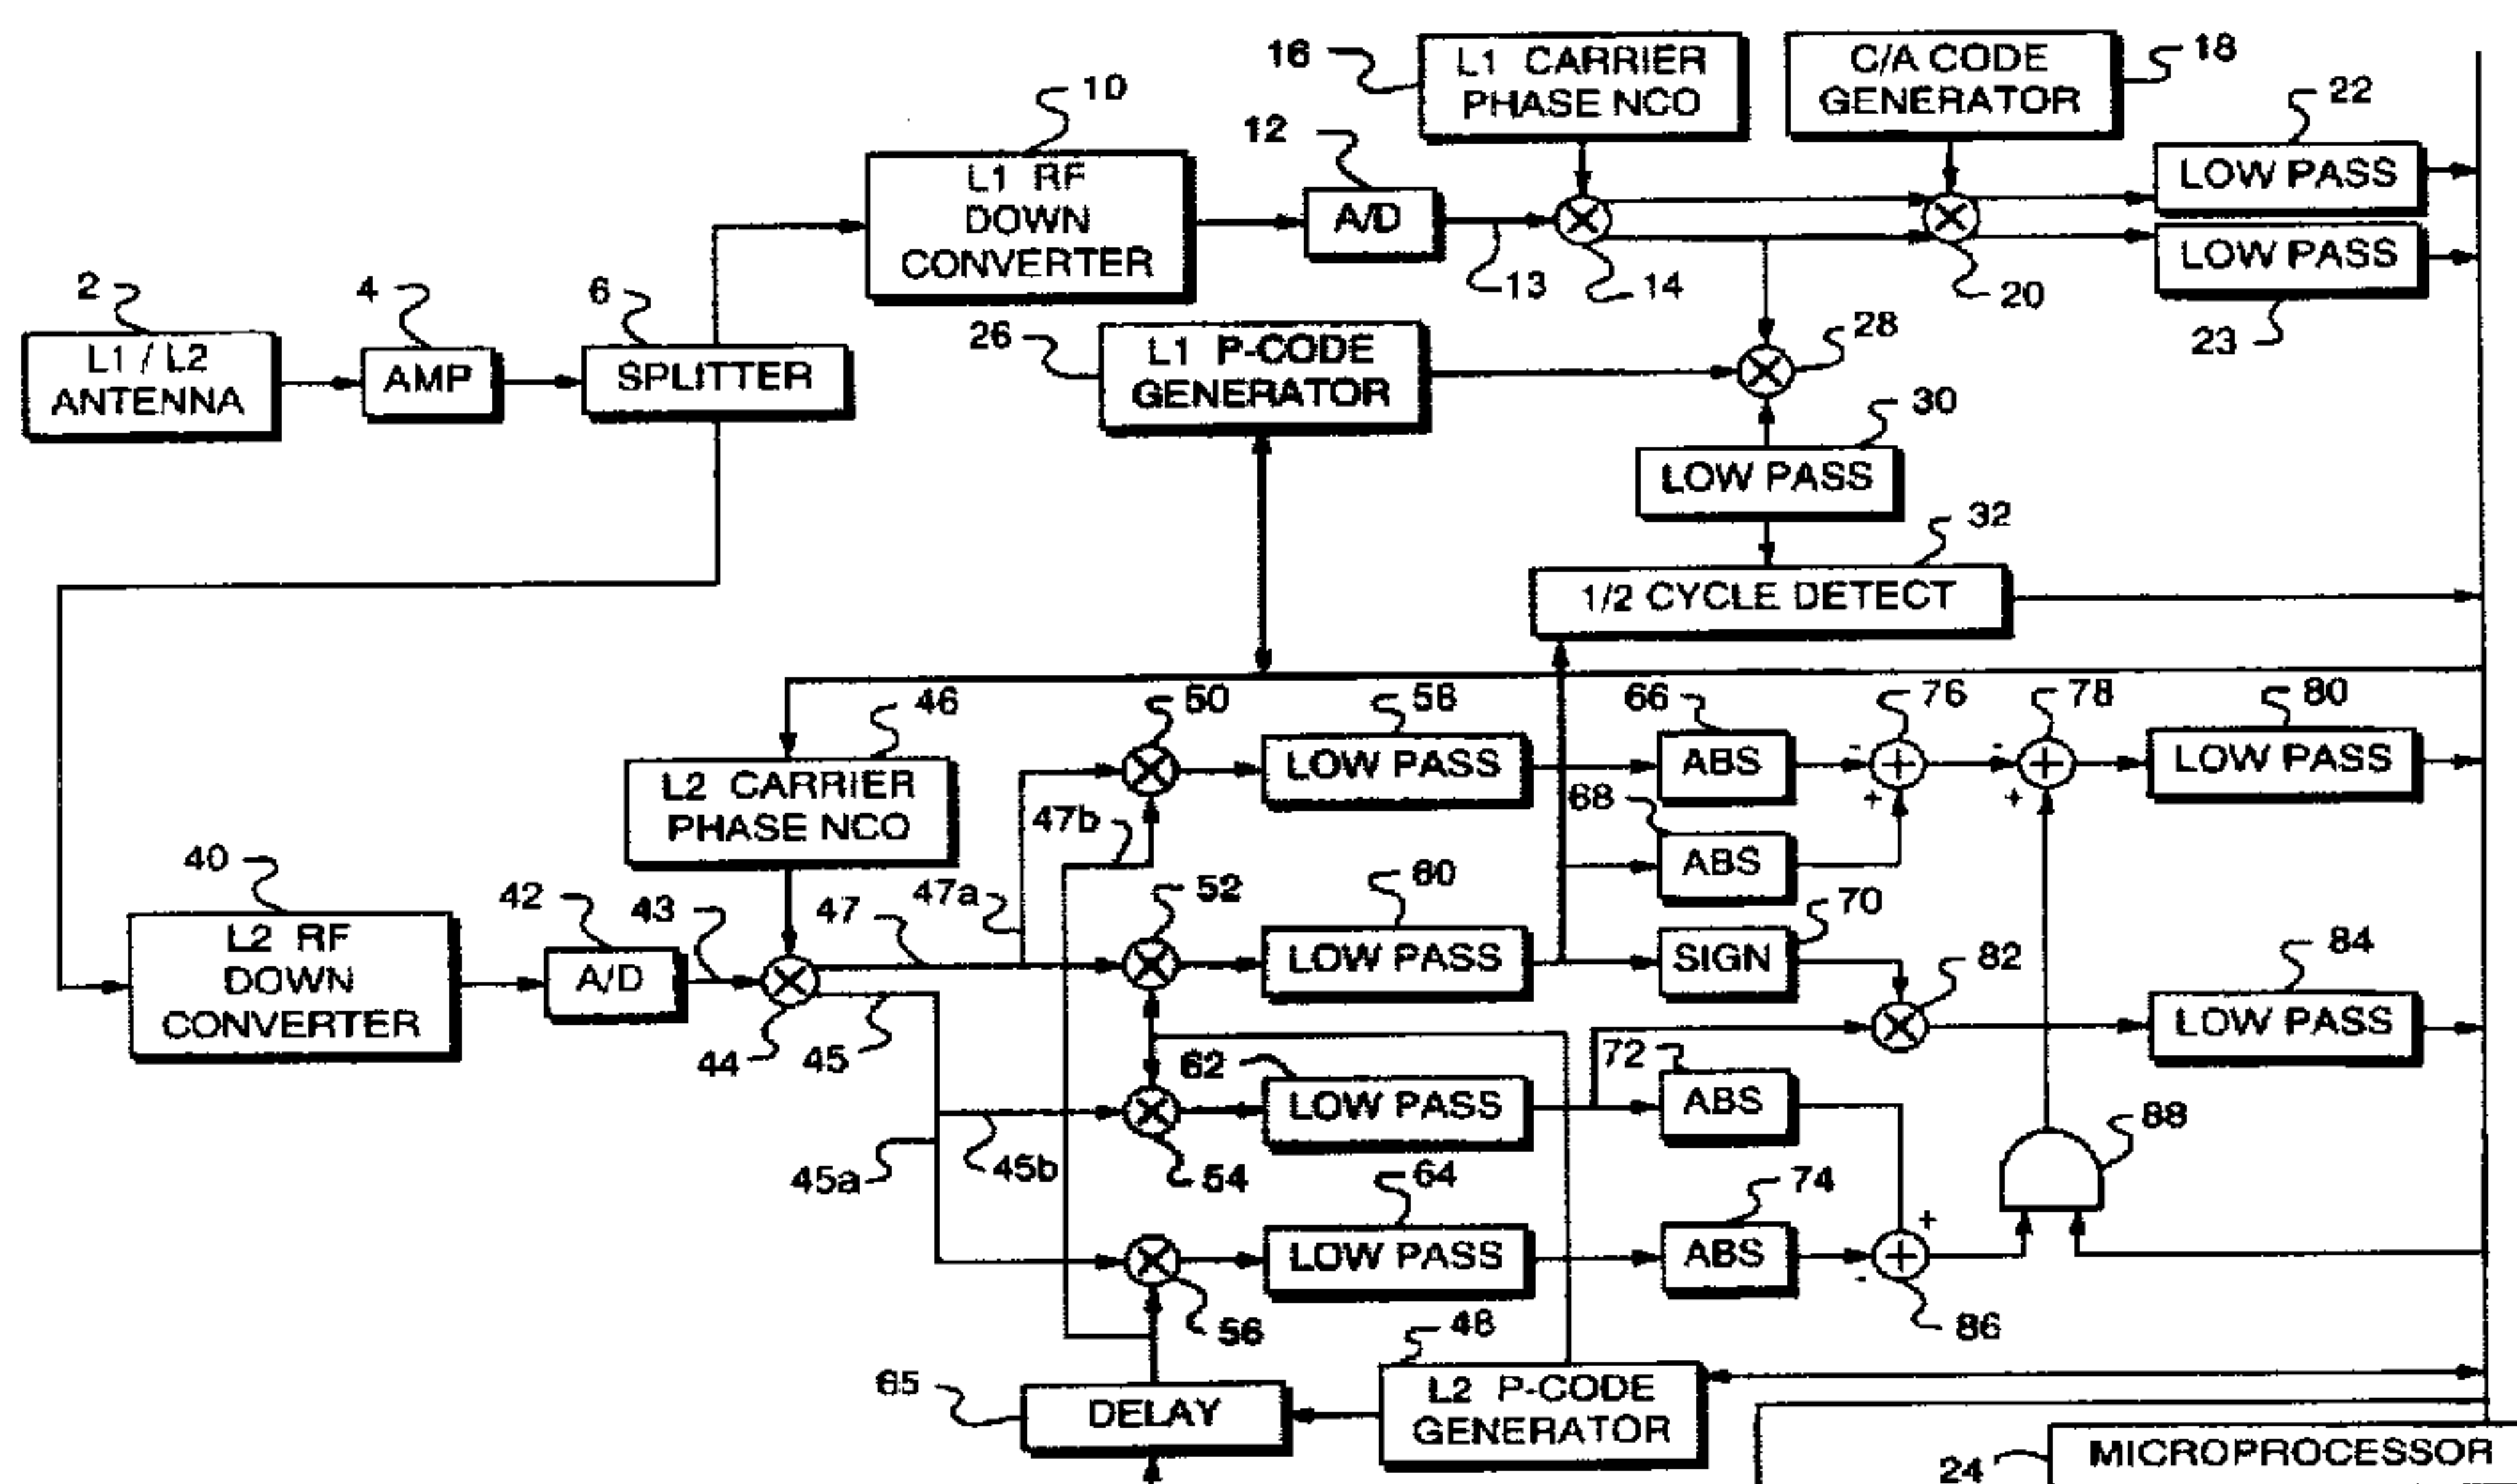 16
L1 CARRIER
PHASE NCO
C/A CODE
GENERATOR
18
10
12
22
L1 RF
DOWN
CONVERTER
A/D
LOW PASS
LOW PASS
13
14
20
23
2
4
6
L1 / L2
ANTENNA
AMP
SPLITTER
26
L1 P-CODE
GENERATOR
28
30
LOW PASS
32
1/2 CYCLE DETECT
46
50
58
66
76
78
80
L2 CARRIER
PHASE NCO
LOW PASS
ABS
-
+
-
+
LOW PASS
47b
68
ABS
40
42
43
47
47a
52
60
70
L2 RF
DOWN
CONVERTER
A/D
LOW PASS
SIGN
82
84
LOW PASS
44
45
62
72
LOW PASS
ABS
88
45a
45b
54
64
74
LOW PASS
ABS
+
-
56
86
48
65
DELAY
L2 P-CODE
GENERATOR
24
MICROPROCESSOR